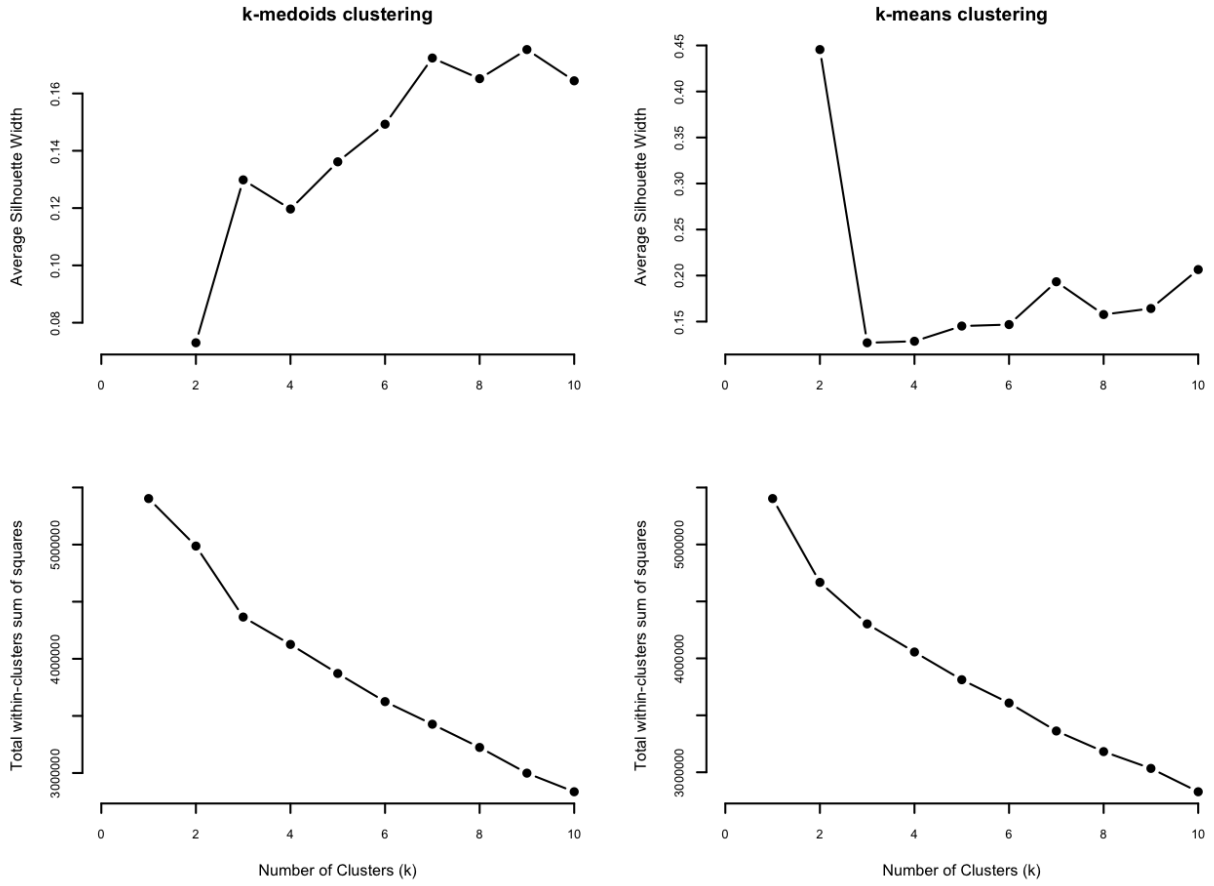 k-medoids clustering
Average Silhouette Width
0.08 0.10 0.12 0.14 0.16
0 2 4 6 8 10
k-means clustering
Average Silhouette Width
0.15 0.20 0.25 0.30 0.35 0.40 0.45
0 2 4 6 8 10
Total within-clusters sum of squares
3000000 4000000 5000000
0 2 4 6 8 10
Number of Clusters (k)
Total within-clusters sum of squares
3000000 4000000 5000000
0 2 4 6 8 10
Number of Clusters (k)